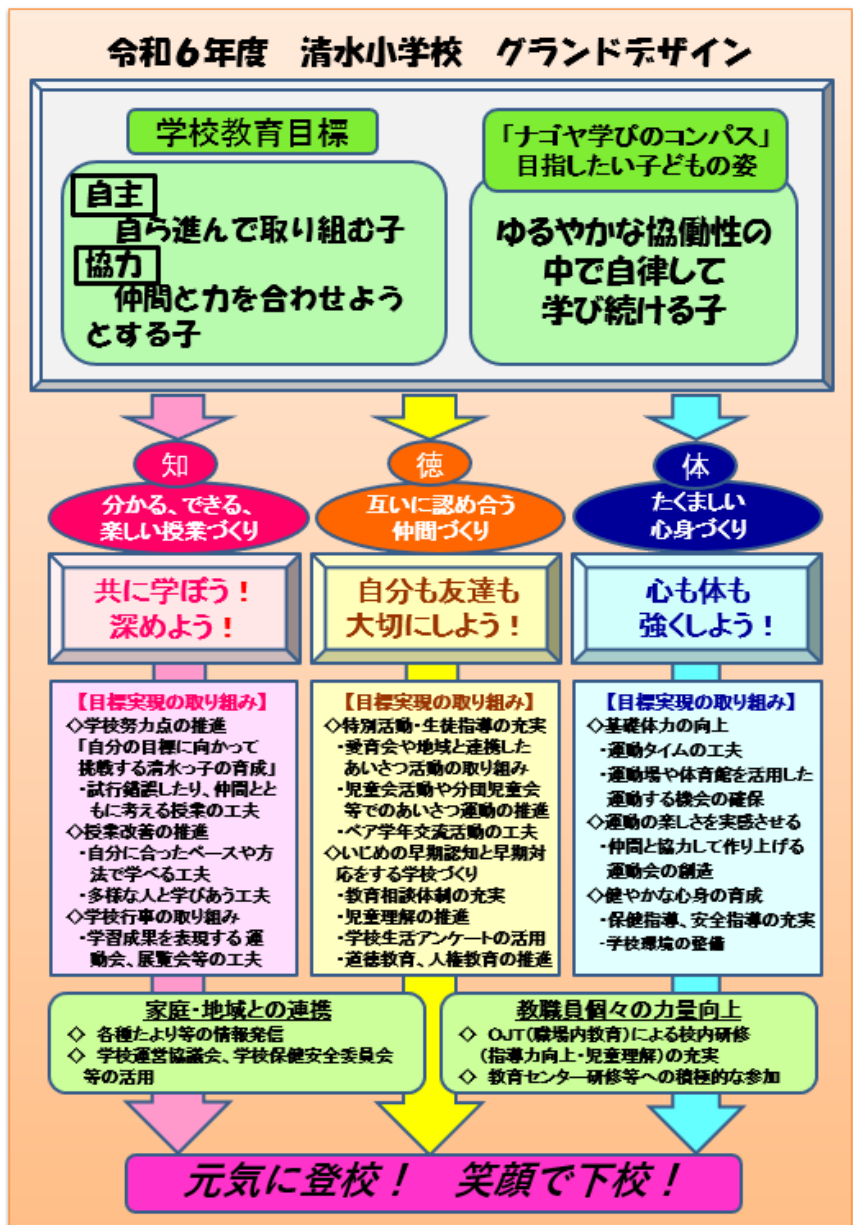 令和6年度　清水小学校　グランドデザイン
学校教育目標
自主
自ら進んで取り組む子
協力
仲間と力を合わせよう
とする子
「ナゴヤ学びのコンパス」
目指したい子どもの姿
ゆるやかな協働性の
中で自律して
学び続ける子
知
分かる、できる、
楽しい授業づくり
共に学ぼう！
深めよう！
【目標実現の取り組み】
◇学校努力点の推進
「自分の目標に向かって
挑戦する清水っ子の育成」
・試行錯誤したり、仲間とと
もに考える授業の工夫
◇授業改善の推進
・自分に合ったペースや方
法で学べる工夫
・多様な人と学びあう工夫
◇学校行事の取り組み
・学習成果を表現する運
動会、展覧会等の工夫
徳
互いに認め合う
仲間づくり
自分も友達も
大切にしよう！
【目標実現の取り組み】
◇特別活動・生徒指導の充実
・愛育会や地域と連携した
あいさつ活動の取り組み
・児童会活動や分団児童会
等でのあいさつ運動の推進
・ペア学年交流活動の工夫
◇いじめの早期認知と早期対
応をする学校づくり
・教育相談体制の充実
・児童理解の推進
・学校生活アンケートの活用
・道徳教育、人権教育の推進
体
たくましい
心身づくり
心も体も
強くしよう！
【目標実現の取り組み】
◇基礎体力の向上
・運動タイムの工夫
・運動場や体育館を活用した
運動する機会の確保
◇運動の楽しさを実感させる
・仲間と協力して作り上げる
運動会の創造
◇健やかな心身の育成
・保健指導、安全指導の充実
・学校環境の整備
家庭・地域との連携
◇ 各種たより等の情報発信
◇ 学校運営協議会、学校保健安全委員会
等の活用
教職員個々の力量向上
◇ OJT(職場内教育)による校内研修
(指導力向上・児童理解)の充実
◇ 教育センター研修等への積極的な参加
元気に登校！　笑顔で下校！